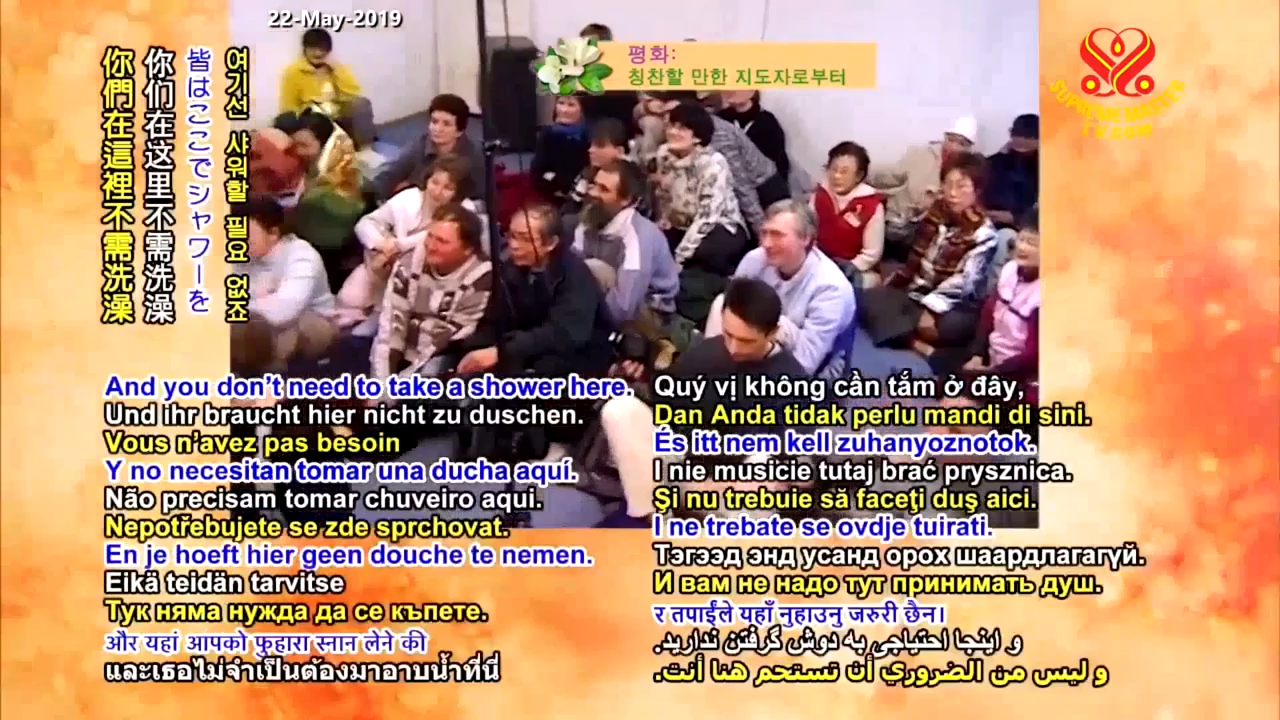 22-May-2019
평화:
칭찬할 만한 지도자로부터
SUPREME MASTER
TV.COM
你們在這裡不需洗澡
你们在这里不需洗澡
皆はここでシャワーを
여기선 샤워할 필요 없죠
And you don't need to take a shower here.
Und ihr braucht hier nicht zu duschen.
Vous n'avez pas besoin
Y no necesitan tomar una ducha aquí.
Não precisam tomar chuveiro aqui.
Nepotřebujete se zde sprchovat.
En je hoeft hier geen douche te nemen.
Eikä teidän tarvitse
Тук няма нужда да се къпете.
और यहां आपको फुहारा स्नान लेने की
และเธอไม่จำเป็นต้องมาอาบน้ำที่นี่
Quý vị không cần tắm ở đây,
Dan Anda tidak perlu mandi di sini.
És itt nem kell zuhanyoznotok.
I nie musicie tutaj brać prysznica.
Şi nu trebuie să faceţi duş aici.
I ne trebate se ovdje tuirati.
Тэгээд энд усанд орох шаардлагагүй.
И вам не надо тут принимать душ.
र तपाईंले यहाँ नुहाउनु जरुरी छैन।
و اینجا احتیاجی به دوش گرفتن ندارید.
و ليس من الضروري أن تستحم هنا أنت.